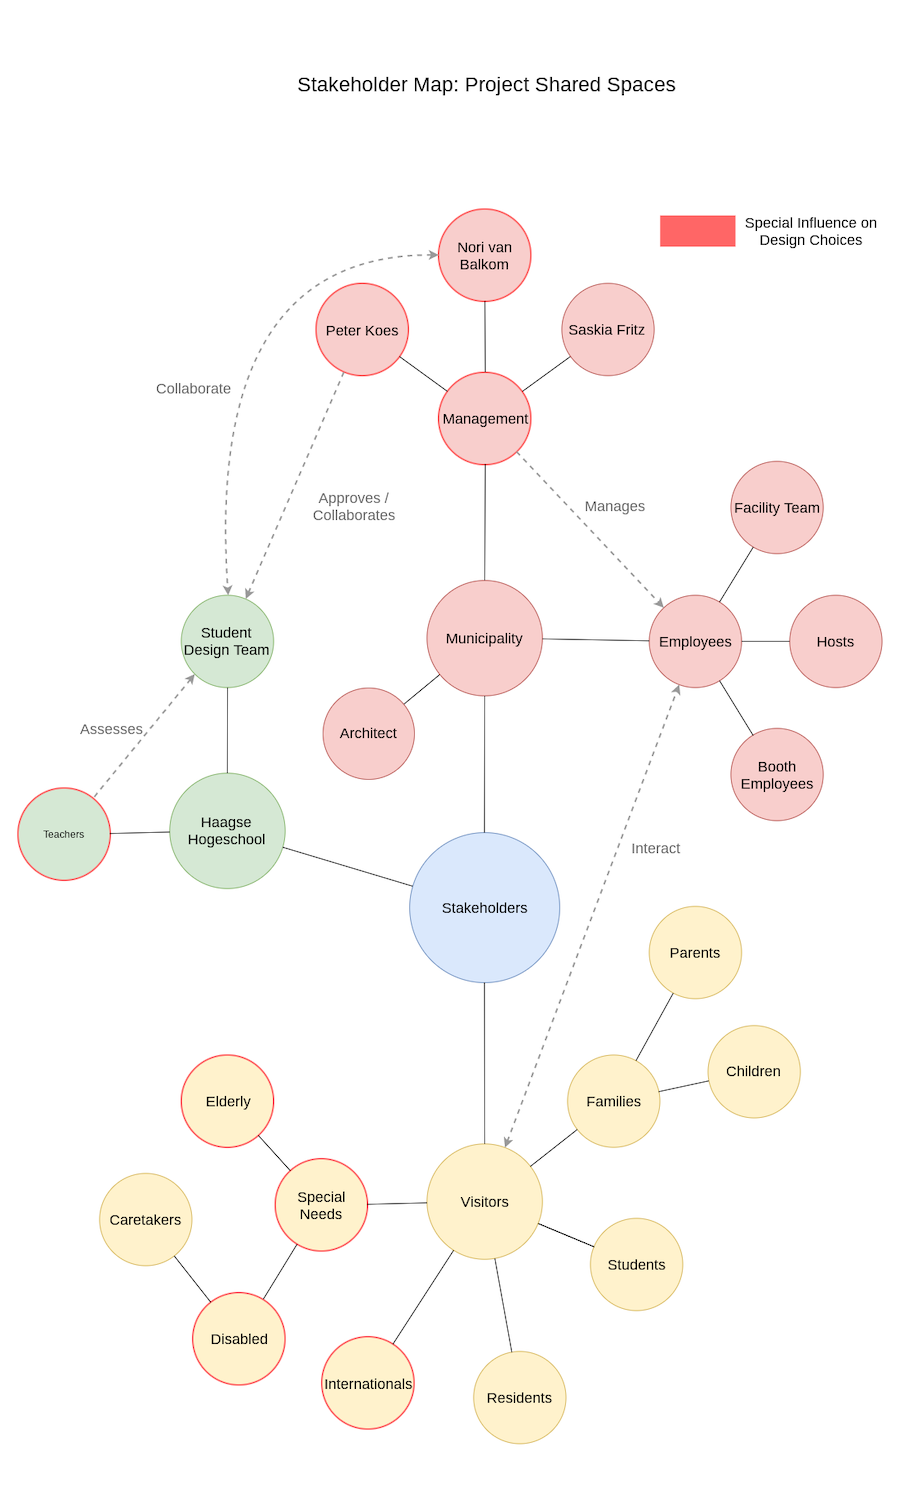 Stakeholder Map: Project Shared Spaces
Special Influence on
Design Choices
Nori van
Balkom
Peter Koes
Saskia Fritz
Collaborate
Management
Approves /
Collaborates
Manages
Facility Team
Student
Design Team
Municipality
Employees
Hosts
Assesses
Architect
Booth
Employees
Teachers
Haagse
Hogeschool
Interact
Stakeholders
Parents
Children
Elderly
Families
Special
Needs
Visitors
Caretakers
Students
Disabled
Internationals
Residents